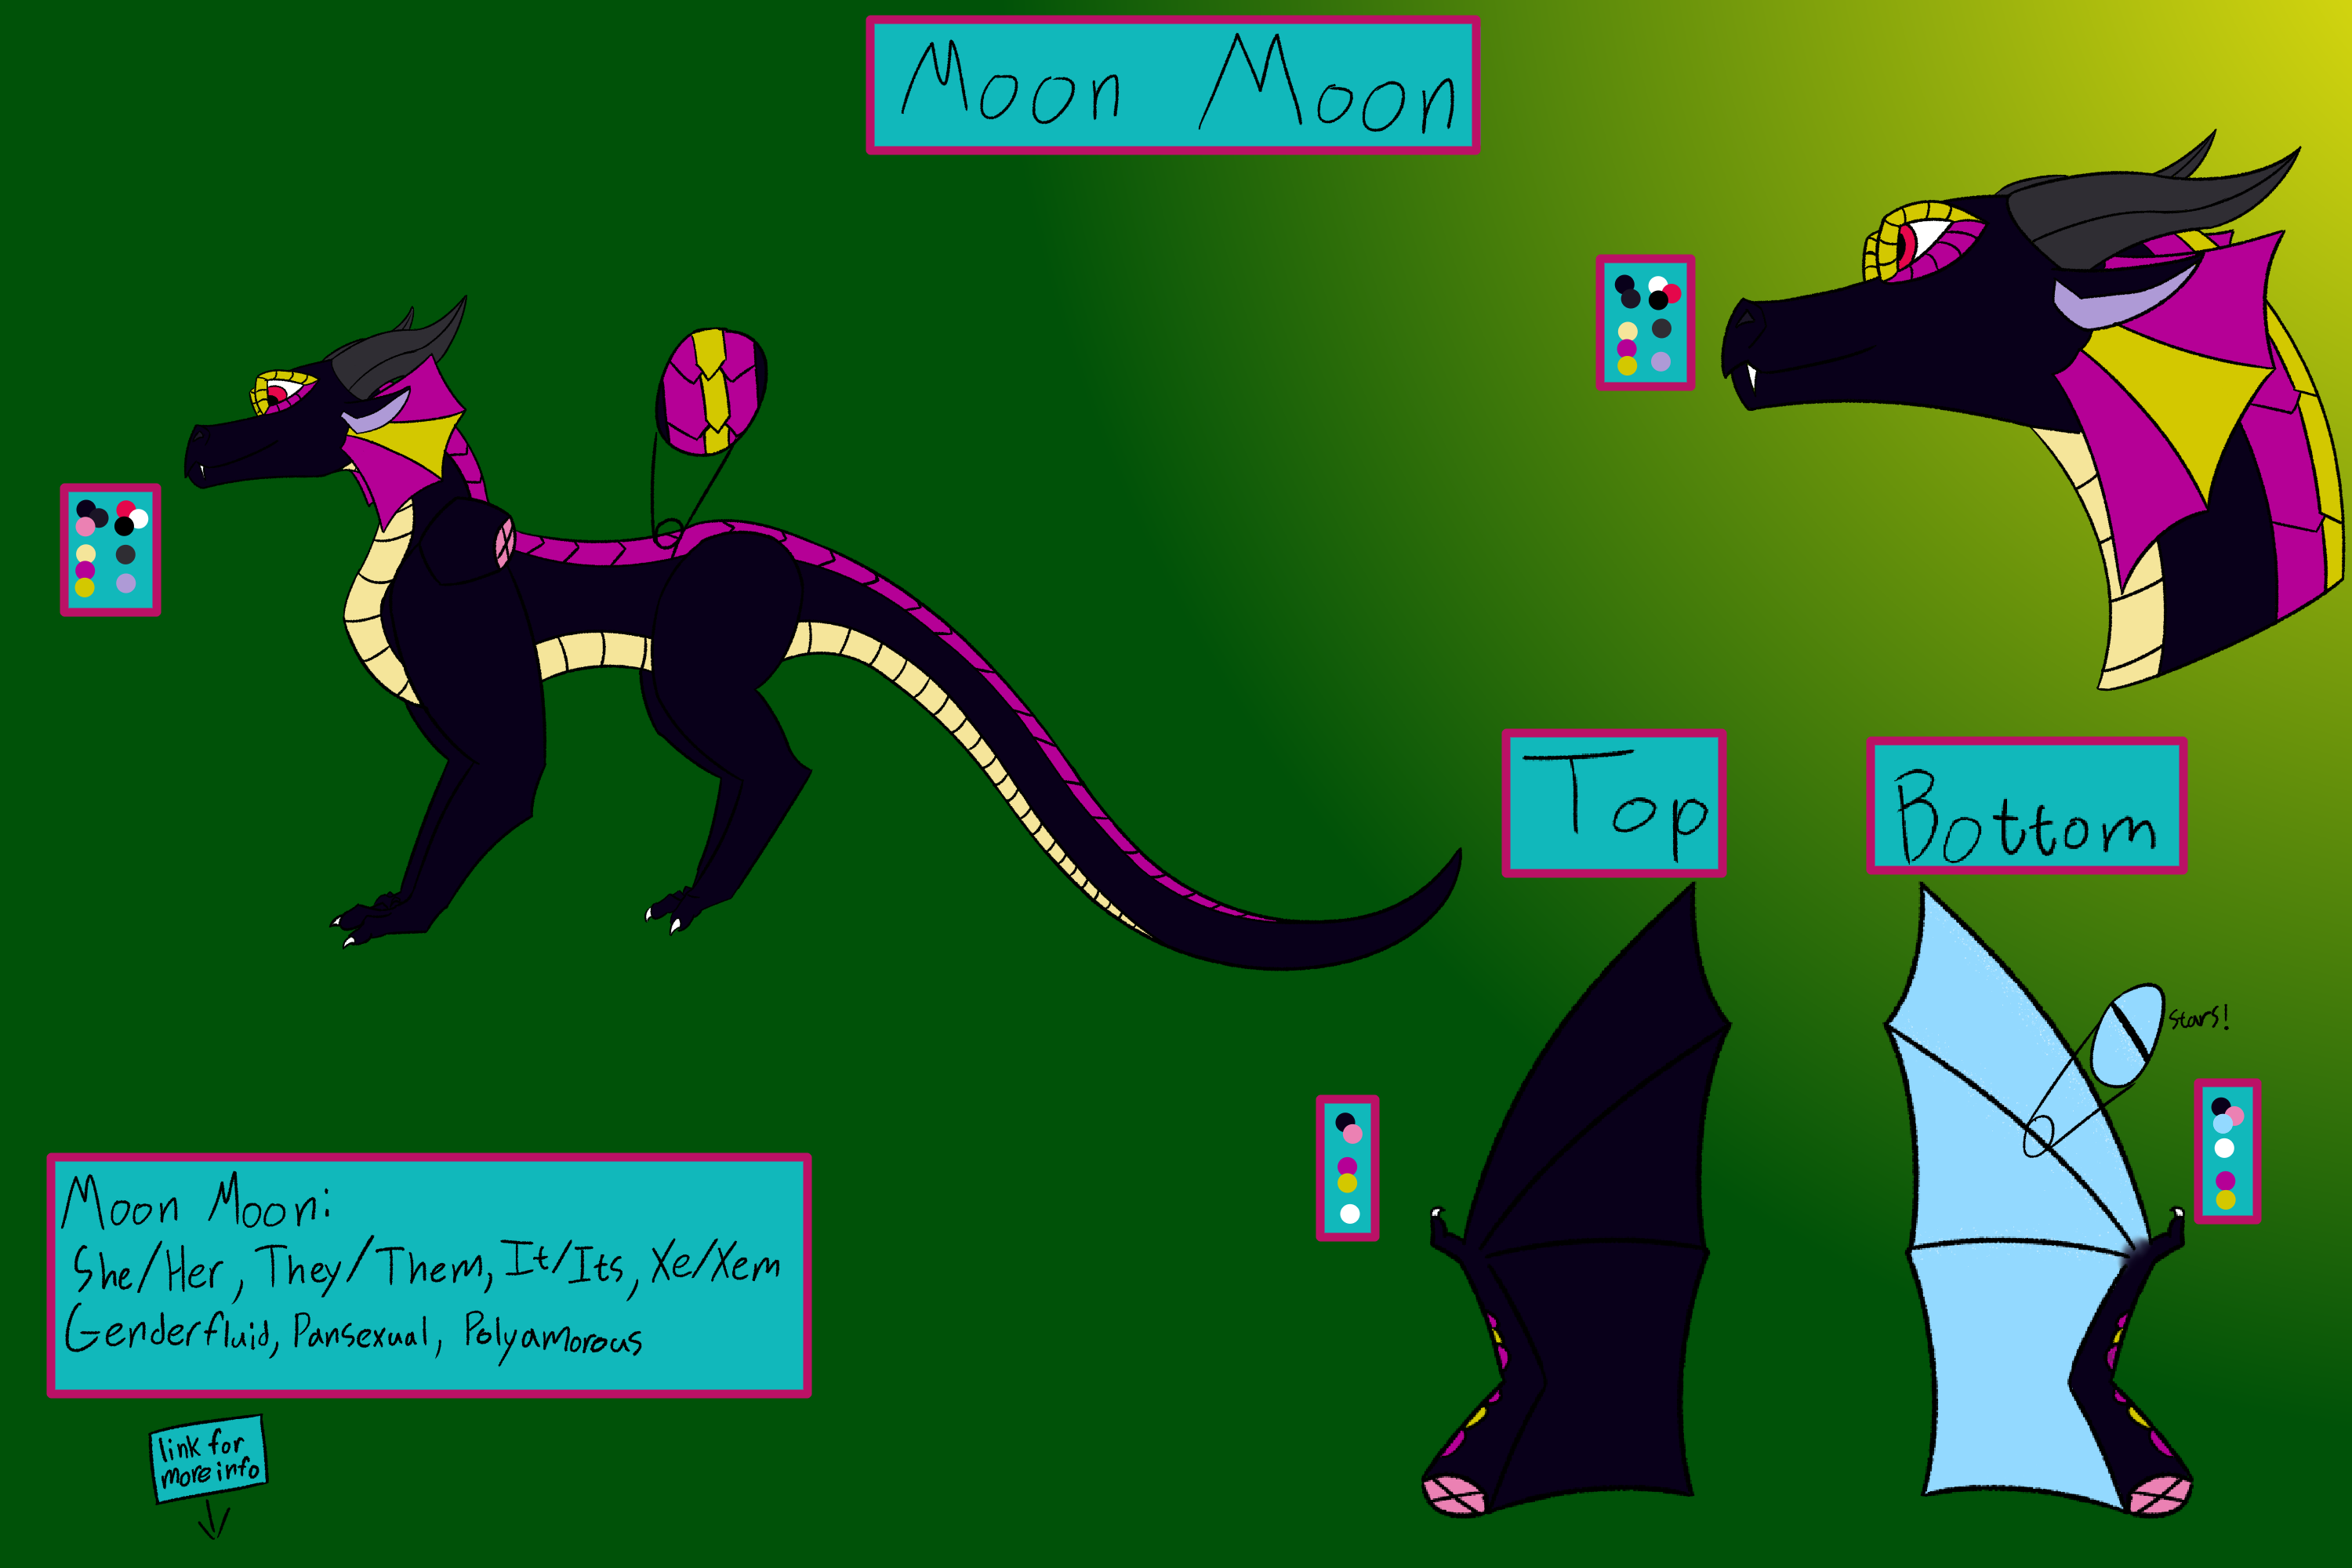 Moon Moon
Top
Bottom
stars!
Moon Moon:
She/Her, They/Them, It/Its, Xe/Xem
Genderfluid, Pansexual, Polyamorous
link for
more info